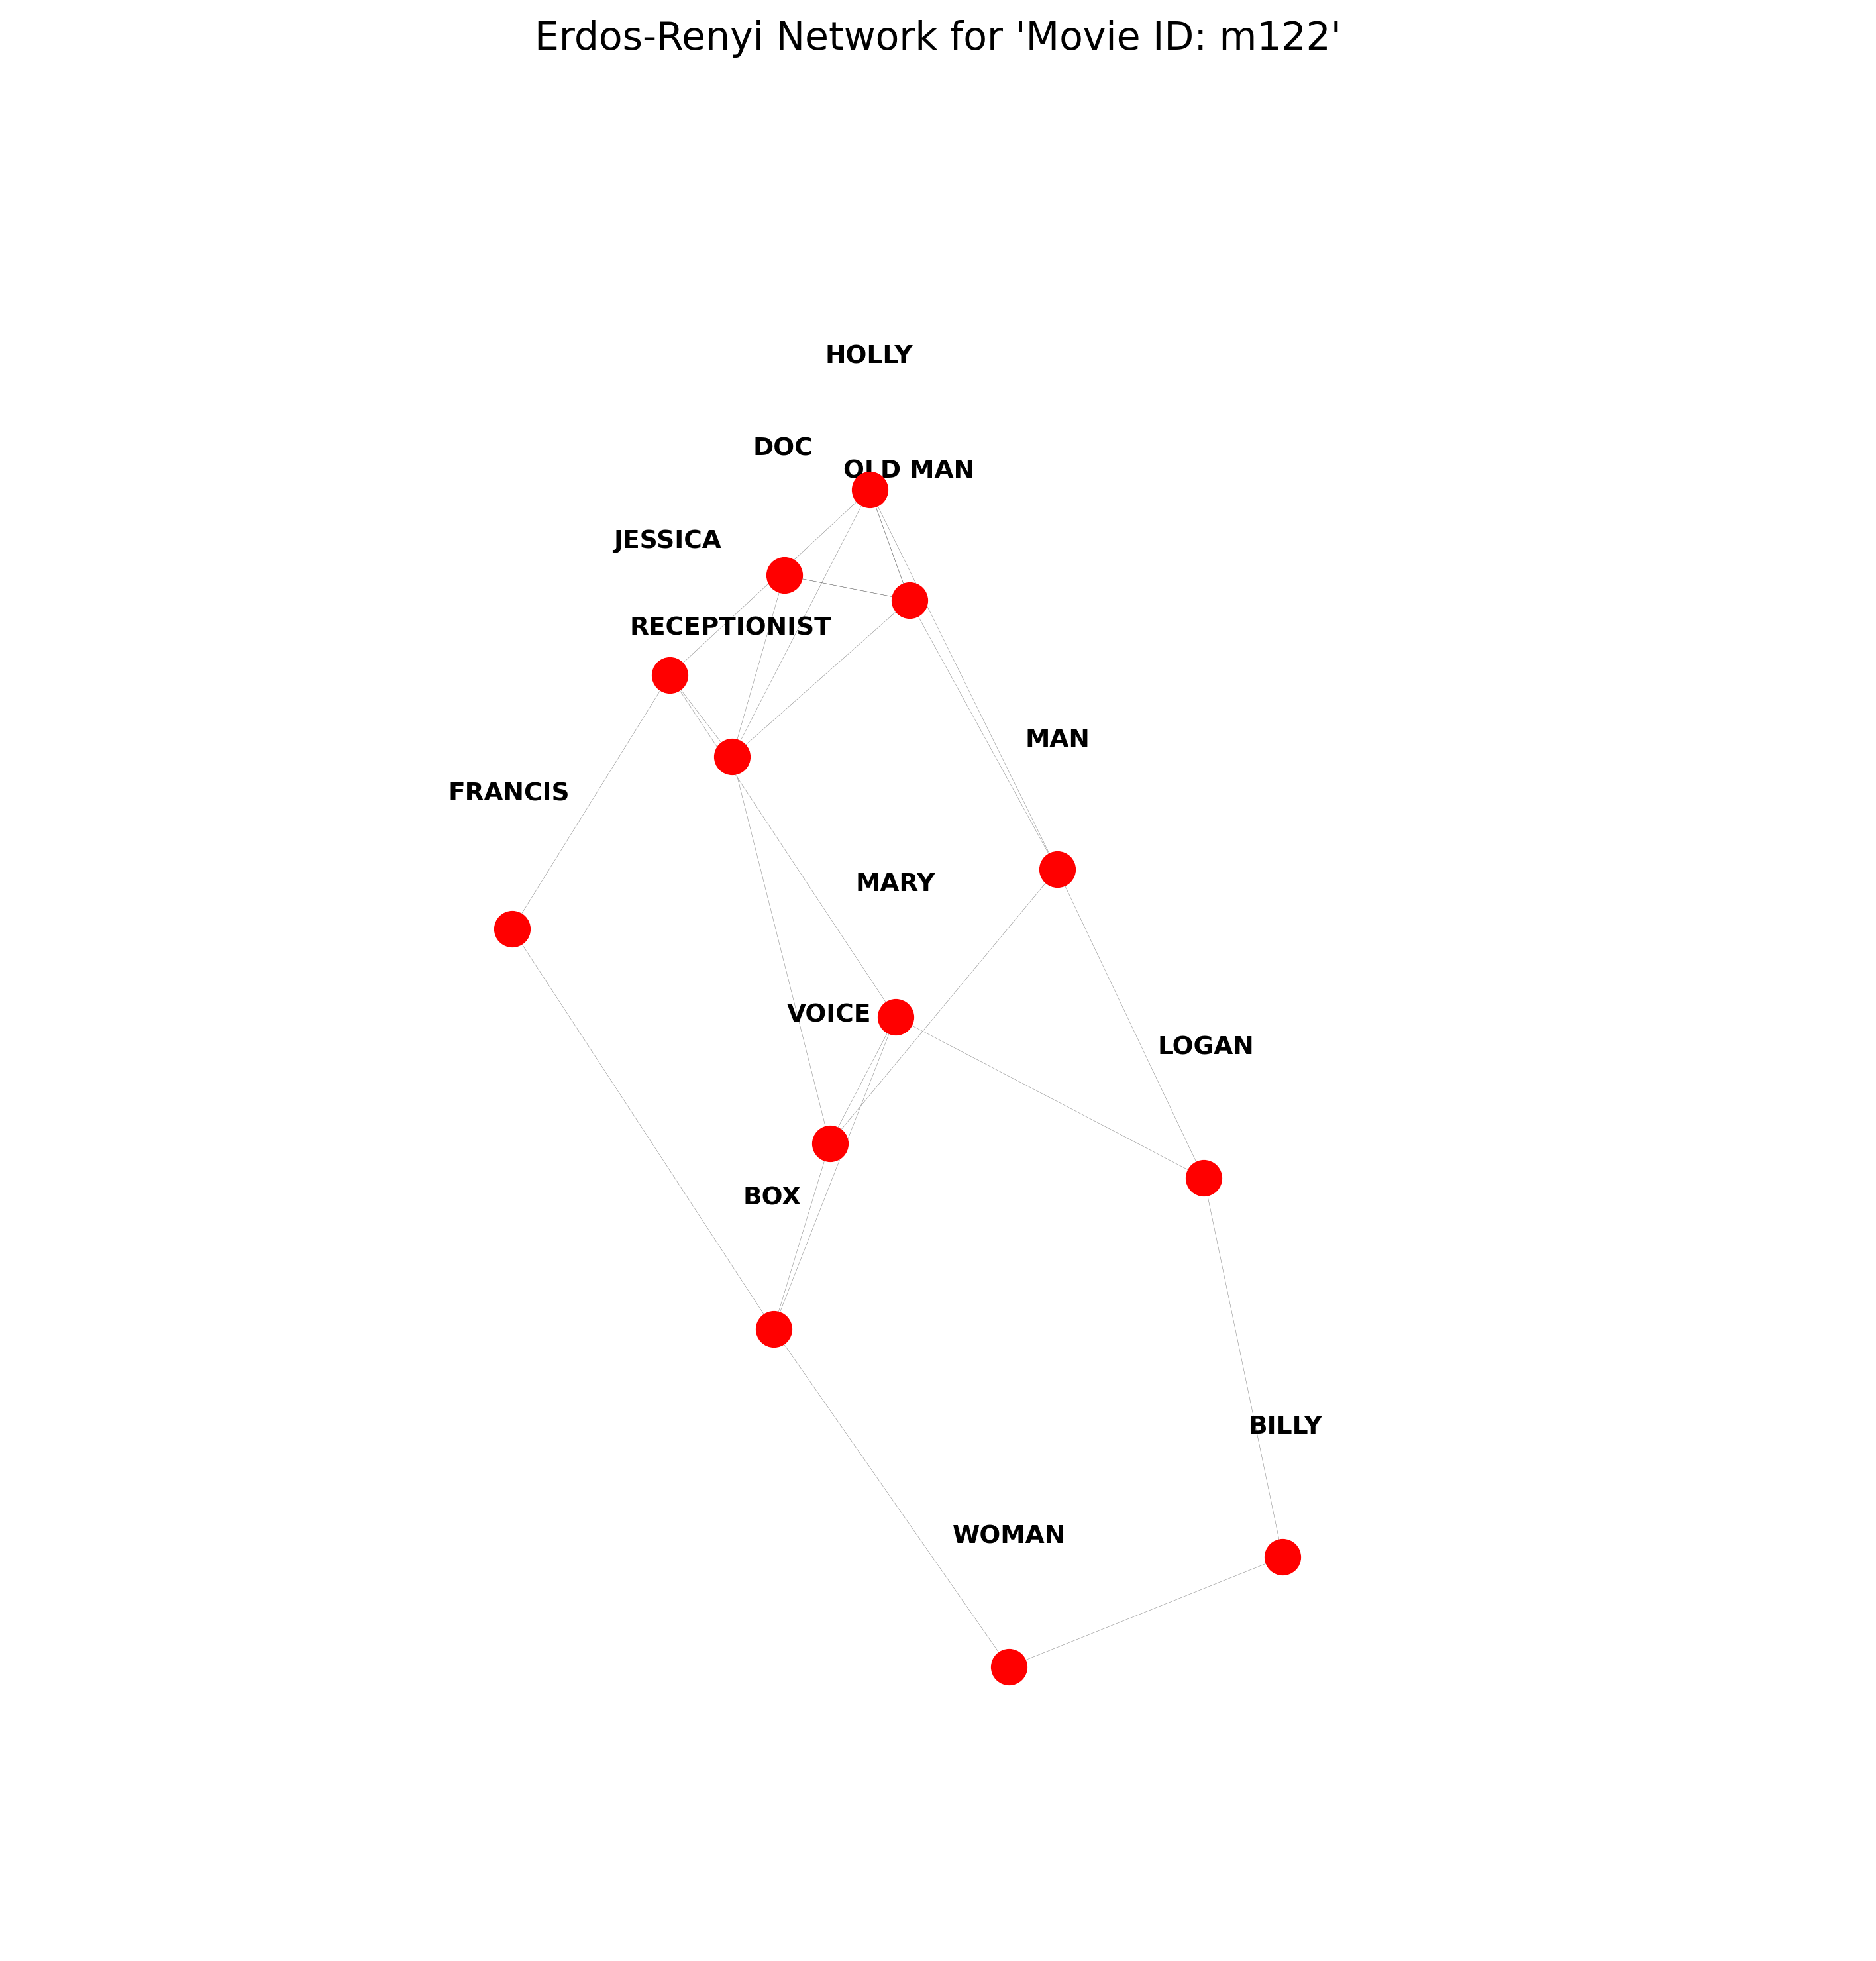 Erdos-Renyi Network for 'Movie ID: m122'
HOLLY
DOC
OLD MAN
JESSICA
RECEPTIONIST
MAN
FRANCIS
MARY
VOICE
LOGAN
BOX
BILLY
WOMAN